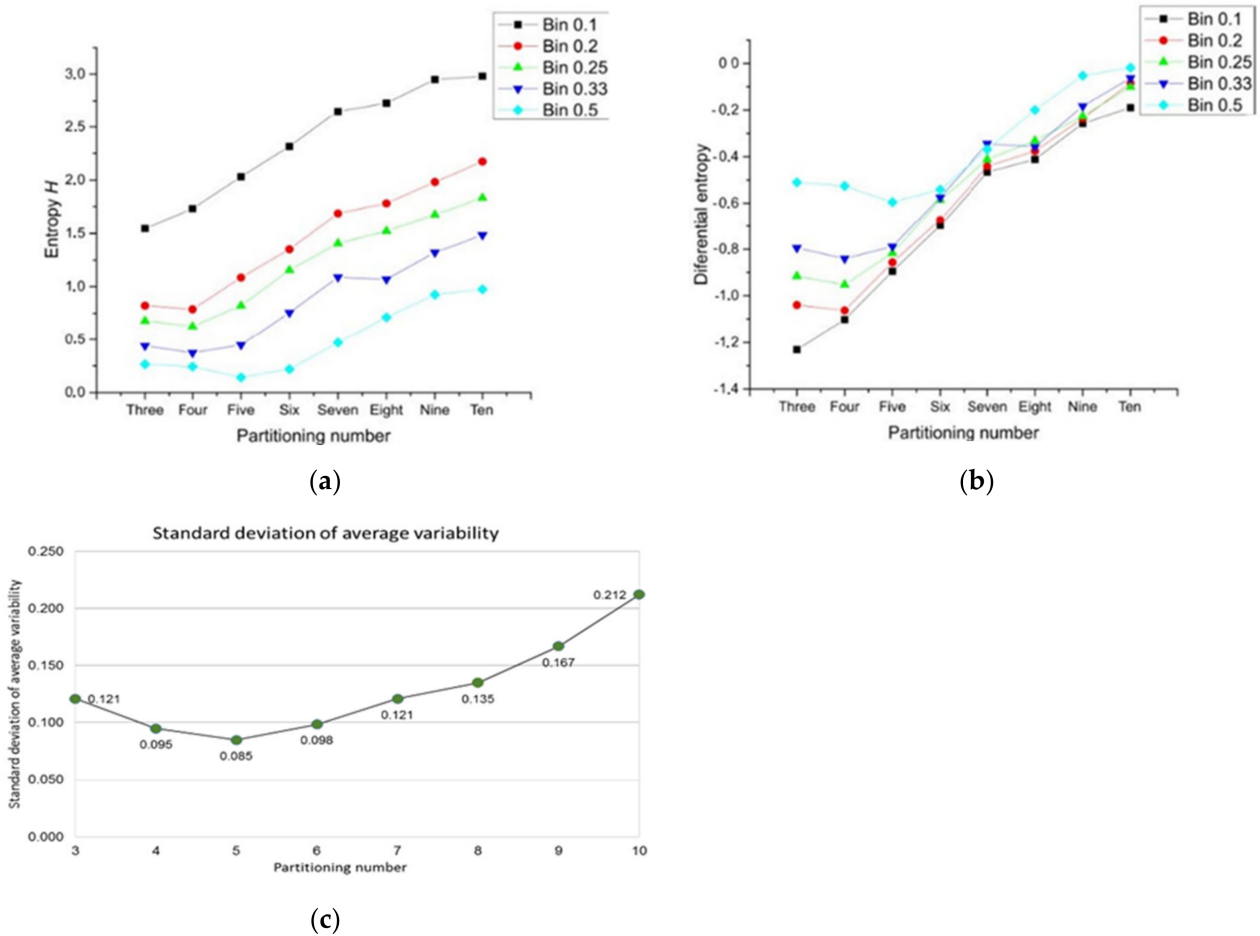 Bin 0.1
Bin 0.2
Bin 0.25
Bin 0.33
Bin 0.5
3.0
2.5
2.0
1.5
1.0
0.5
0.0
Entropy H
Three Four Five Six Seven Eight Nine Ten
Partitioning number
(a)
Bin 0.1
Bin 0.2
Bin 0.25
Bin 0.33
Bin 0.5
0 0
-0,2
-0,4
-0,6
-0,8
-1,0
-1,2
-1,4
Diferential entropy
Three Four Five Six Seven Eight Nine Ten
Partitioning number
(b)
Standard deviation of average variability
0.250
0.200
0.150
0.100
0.050
0.000
Standard deviation of average variability
0.121
0.095
0.085
0.098
0.121
0.135
0.167
0.212
3 4 5 6 7 8 9 10
Partitioning number
(c)